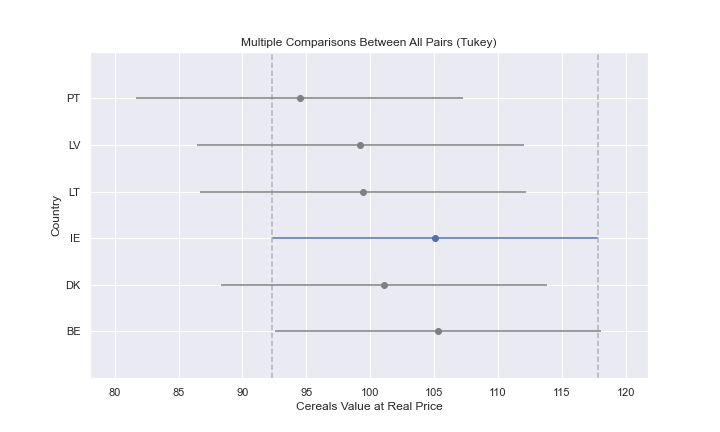 Multiple Comparisons Between All Pairs (Tukey)
PT
LV
LT
IE
DK
BE
Country
80 85 90 95 100 105 110 115 120
Cereals Value at Real Price